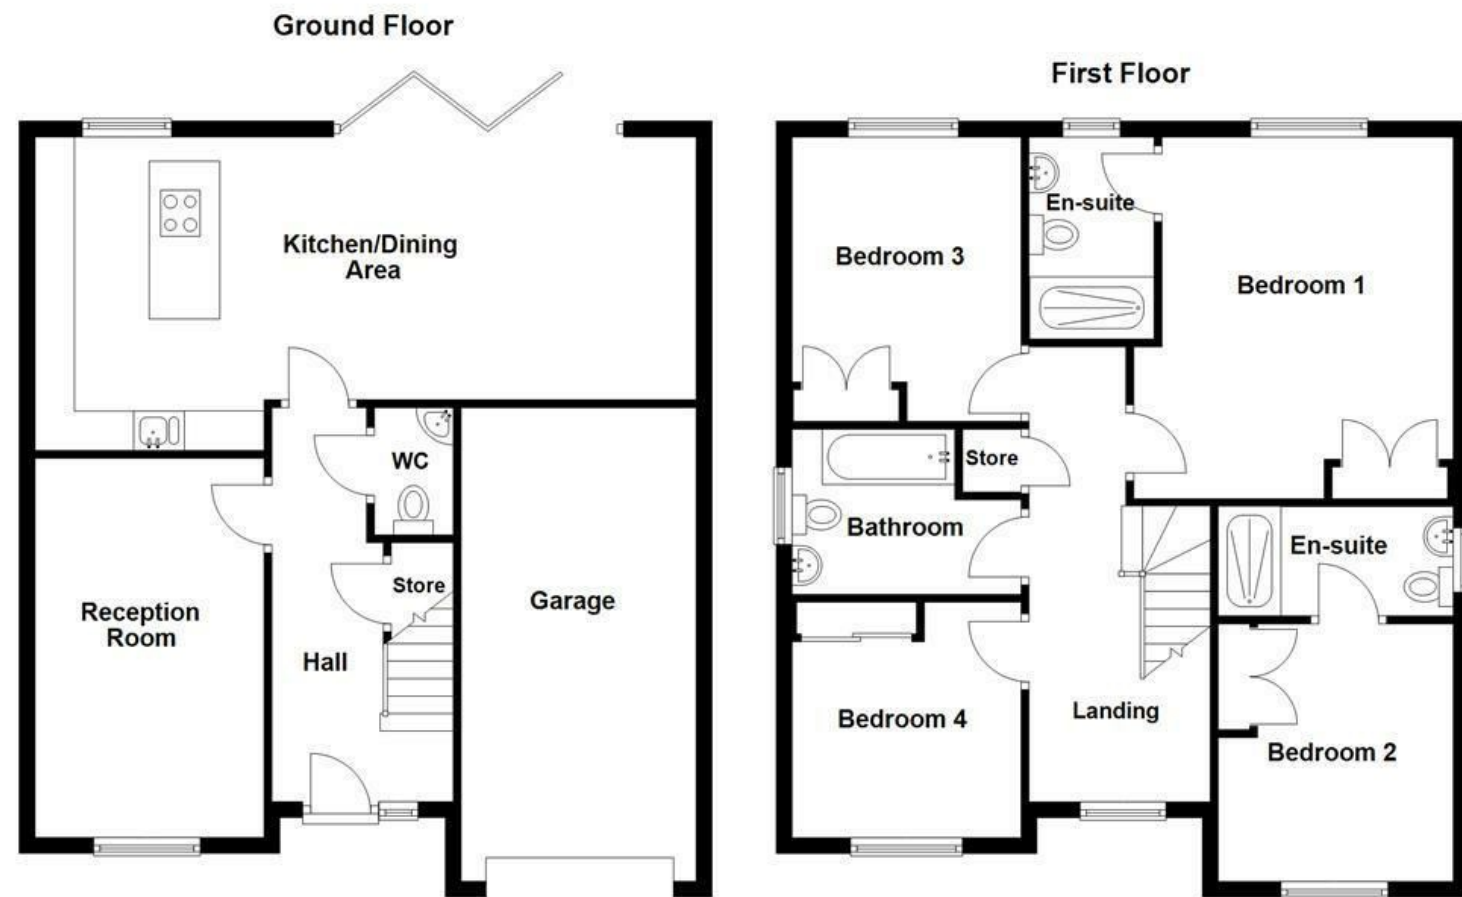 Ground Floor
Kitchen/Dining
Area
WC
Store
Reception
Room
Hall
Garage
First Floor
En-suite
Bedroom 3
Bedroom 1
Store
Bathroom
En-suite
Bedroom 4
Landing
Bedroom 2